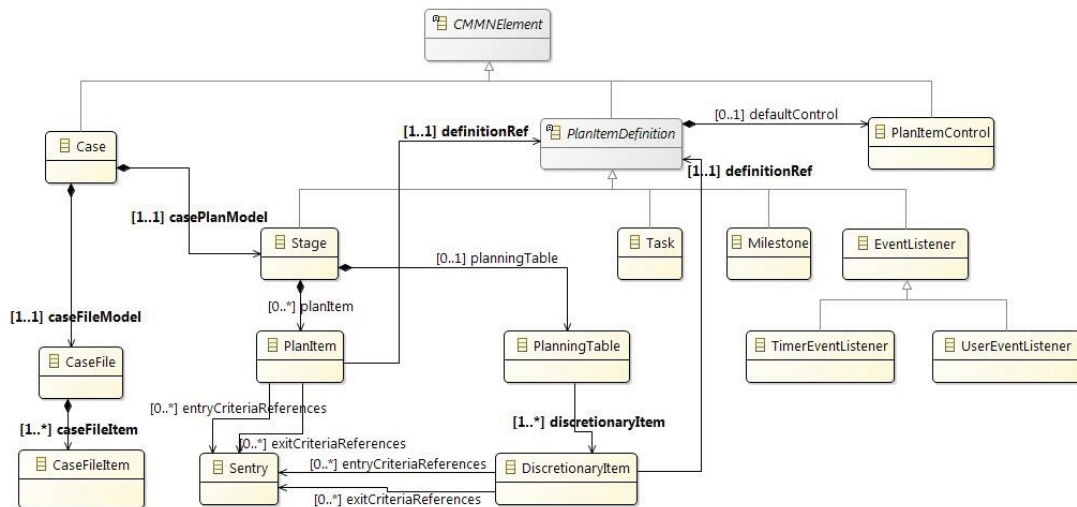 CMMNElement
[0..1] defaultControl
[1..1] definitionRef
PlanItemDefinition
PlanItemControl
Case
[1..1] definitionRef
[1..1] casePlanModel
Stage
Task
Milestone
EventListener
[0..1] planningTable
[0..*] planItem
[1..1] caseFileModel
PlanItem
PlanningTable
TimerEventListener
UserEventListener
CaseFile
[0..*] entryCriteriaReferences
[1..*] caseFileItem
[1..*] discretionaryItem
[0..*] exitCriteriaReferences
CaseFileItem
Sentry
[0..*] entryCriteriaReferences
DiscretionaryItem
[0..*] exitCriteriaReferences